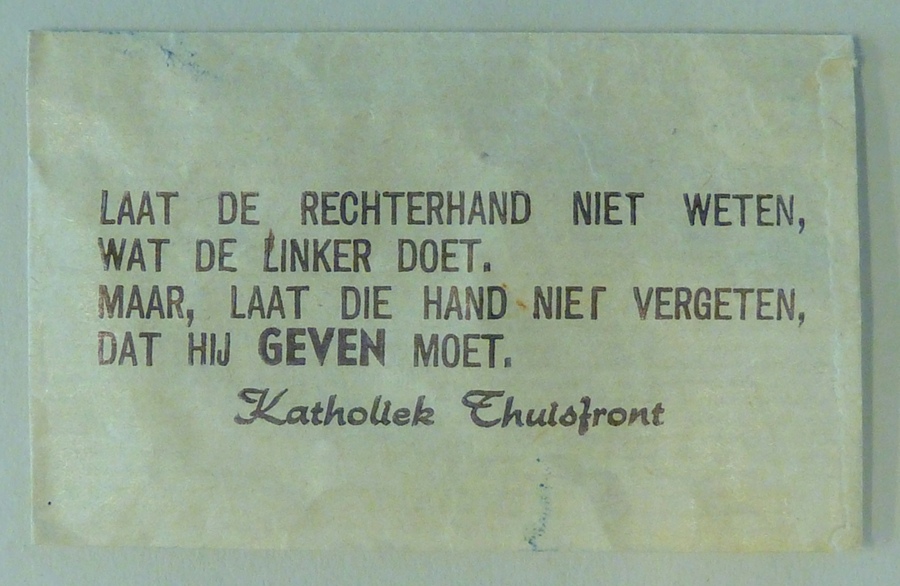 LAAT DE RECHTERHAND NIET WETEN,
WAT DE LINKER DOET.
MAAR, LAAT DIE HAND NIET VERGETEN,
DAT HIJ GEVEN MOET.
Katholiek Thuisfront